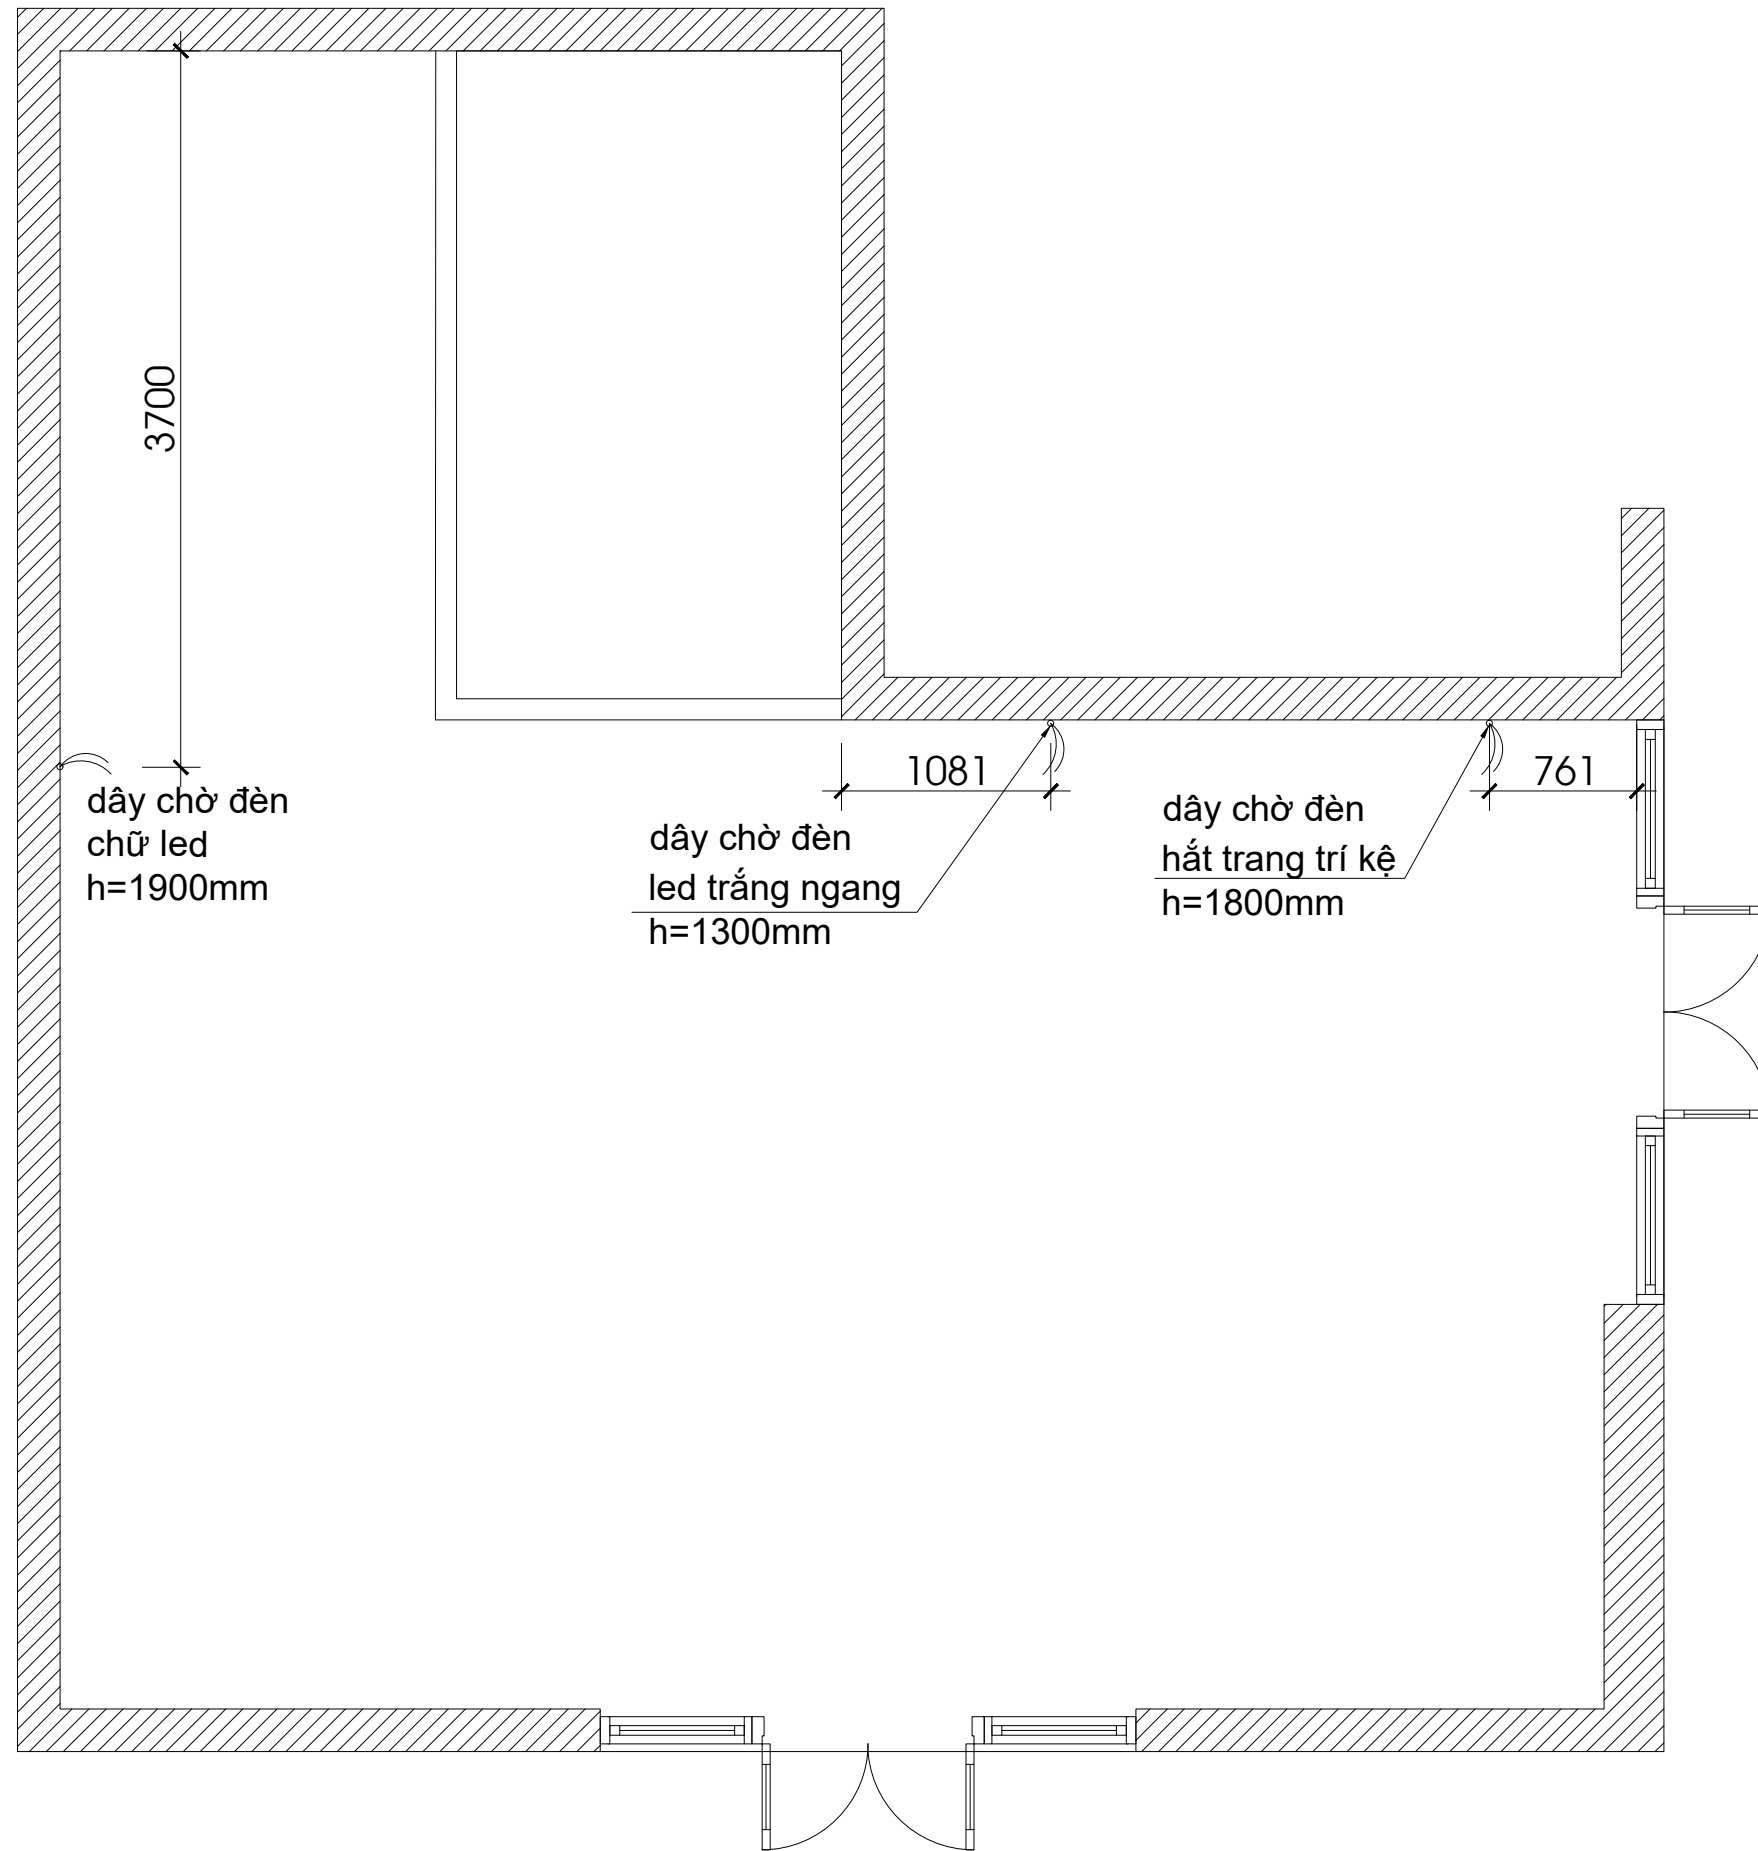 3700
dây chờ đèn
chữ led
h=1900mm
1081
dây chờ đèn
led trắng ngang
h=1300mm
761
dây chờ đèn
hắt trang trí kệ
h=1800mm